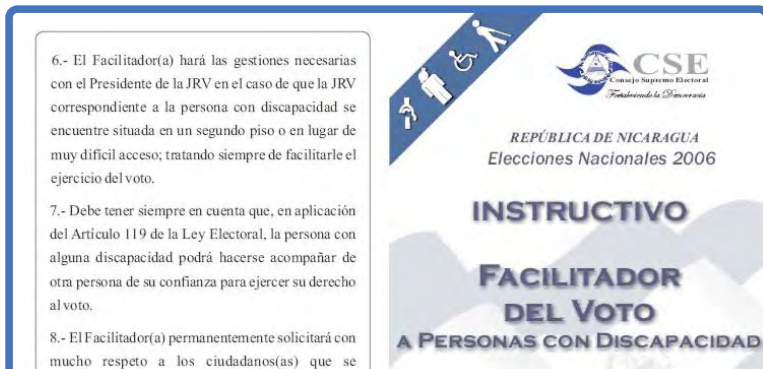 6.- El Facilitador(a) hará las gestiones necesarias
con el Presidente de la JRV en el caso de que la JRV
correspondiente a la persona con discapacidad se
encuentre situada en un segundo piso o en lugar de
muy difícil acceso; tratando siempre de facilitarle el
ejercicio del voto.
7.- Debe tener siempre en cuenta que, en aplicación
del Artículo 119 de la Ley Electoral, la persona con
alguna discapacidad podrá hacerse acompañar de
otra persona de su confianza para ejercer su derecho
al voto.
8.- El Facilitador(a) permanentemente solicitará con
mucho respeto a los ciudadanos(as) que se
CSE
Consejo Supremo Electoral
Fortaleciendo la Democracia
REPÚBLICA DE NICARAGUA
Elecciones Nacionales 2006
INSTRUCTIVO
FACILITADOR
DEL VOTO
A PERSONAS CON DISCAPACIDAD